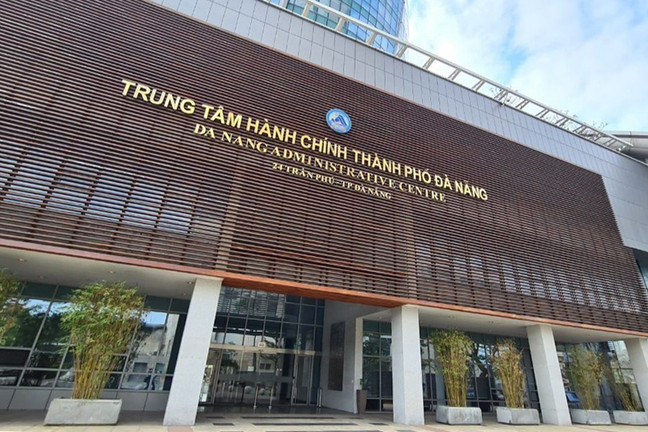 TRUNG TÂM HÀNH CHÍNH THÀNH PHỐ ĐÀ NẴNG
DA NANG ADMINISTRATIVE CENTRE
24 TRẦN PHÚ - TP ĐÀ NẴNG